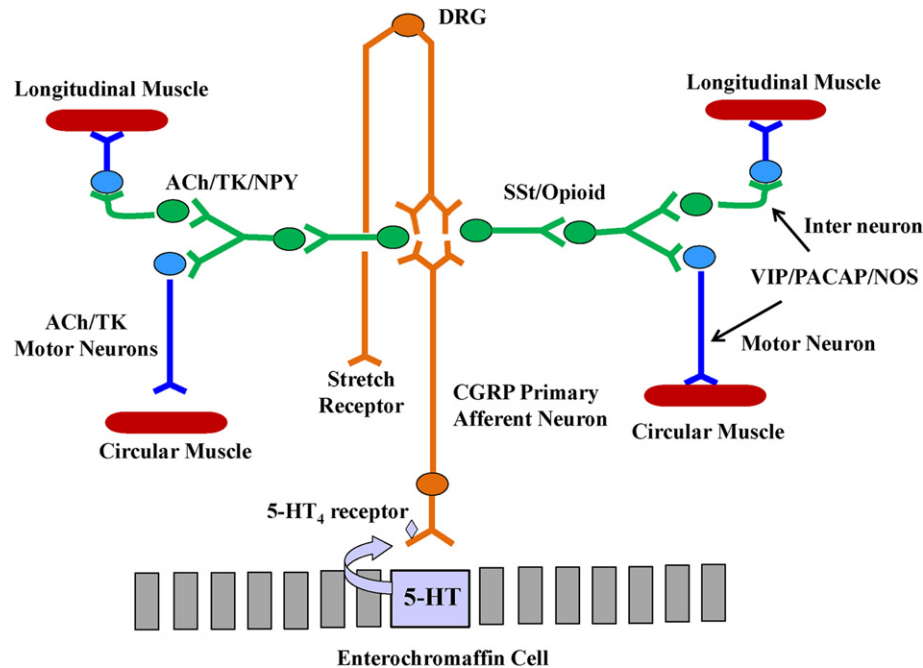 DRG
Longitudinal Muscle
Longitudinal Muscle
ACh/TK/NPY
SSt/Opioid
Inter neuron
VIP/PACAP/NOS
ACh/TK
Motor Neurons
Motor Neuron
Stretch
Receptor
CGRP Primary
Afferent Neuron
Circular Muscle
Circular Muscle
5-HT₄ receptor
5-HT
Enterochromaffin Cell